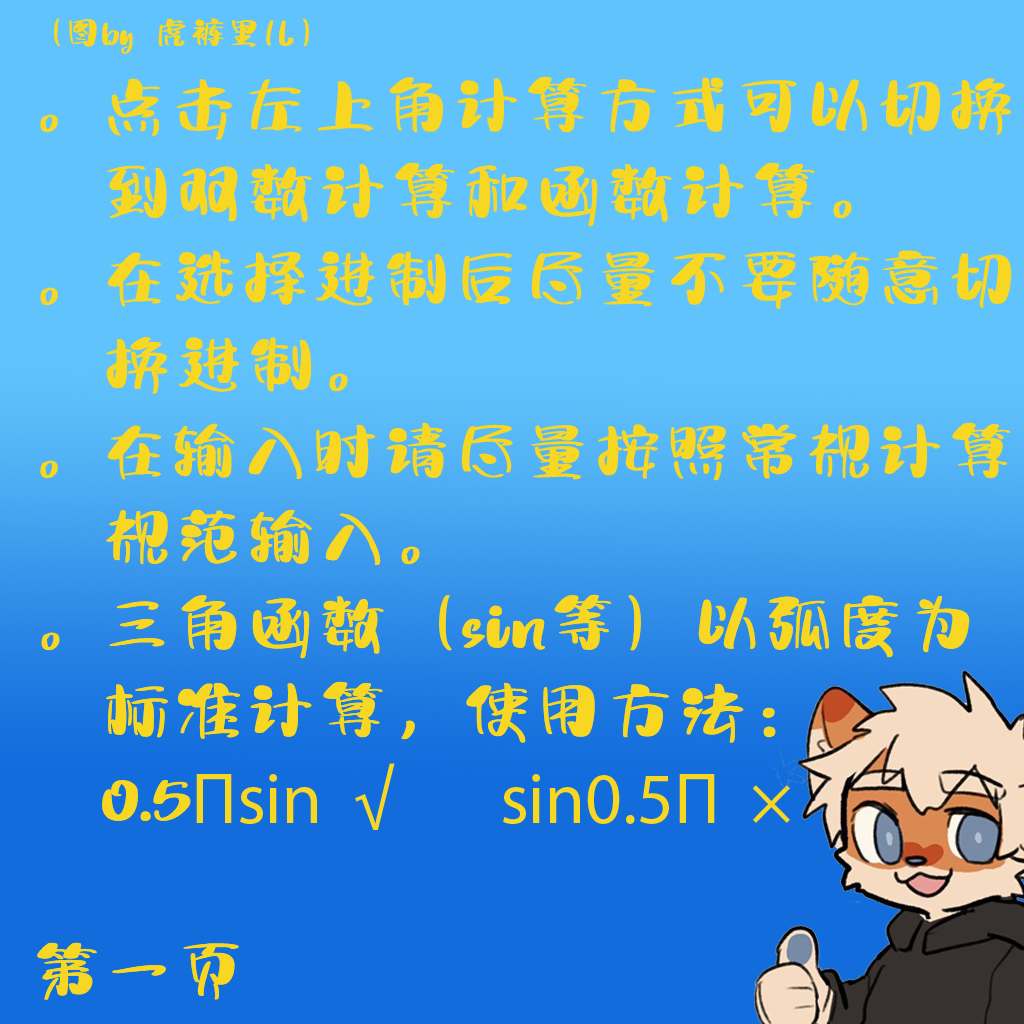 （图by 虎裤里儿）
。点击左上角计算方式可以切换
到双数计算和函数计算。
。在选择进制后尽量不要随意切
换进制。
。在输入时请尽量按照常规计算
规范输入。
。三角函数（sin等）以弧度为
标准计算，使用方法：
0.5Πsin √ sin0.5Π ×
第一页